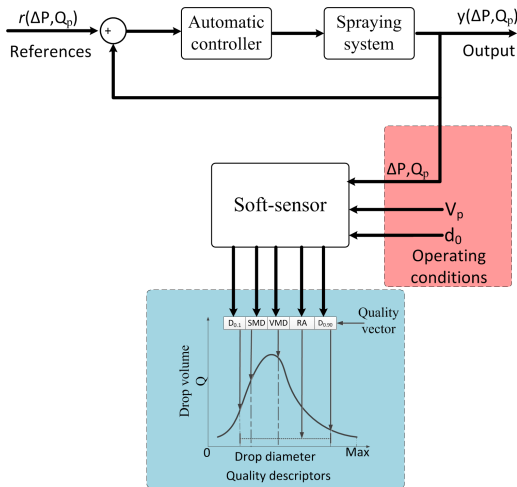 r(ΔP,Qₚ)
References
+
Automatic
controller
Spraying
system
y(ΔP,Qₚ)
Output
ΔP,Qₚ
Soft-sensor
Vₚ
d₀
Operating
conditions
D₀.₁ SMD VMD RA D₀.₉₀
Quality
vector
Drop volume
Q
0
Drop diameter
Max
Quality descriptors